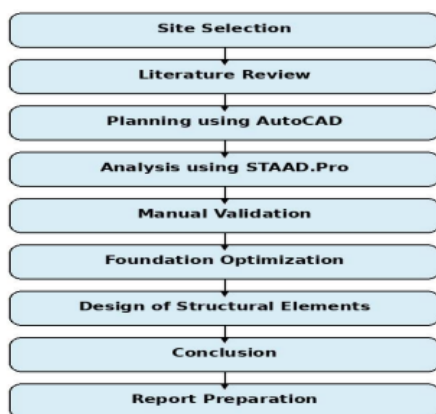 Site Selection
Literature Review
Planning using AutoCAD
Analysis using STAAD.Pro
Manual Validation
Foundation Optimization
Design of Structural Elements
Conclusion
Report Preparation